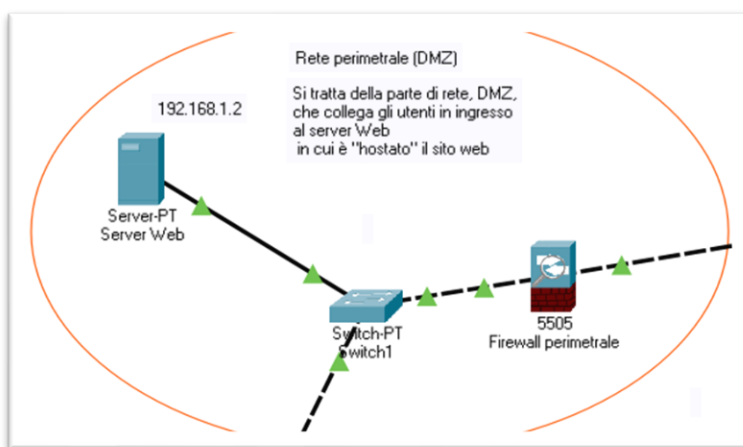 Rete perimetrale (DMZ)
Si tratta della parte di rete, DMZ,
che collega gli utenti in ingresso
al server Web
in cui è "hostato" il sito web
192.168.1.2
Server-PT
Server Web
Switch-PT
Switch1
5505
Firewall perimetrale